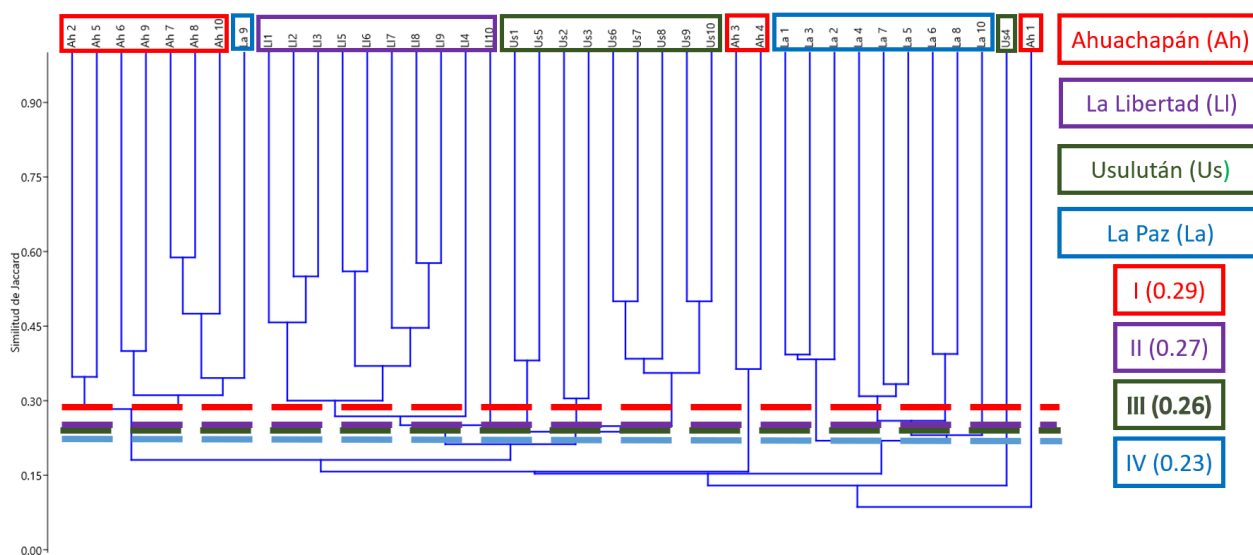 Ah 2
Ah 5
Ah 6
Ah 9
Ah 7
Ah 8
Ah 10
La 9
Ll1
Ll2
Ll3
Ll5
Ll6
Ll7
Ll8
Ll9
Ll4
Ll10
Us1
Us5
Us2
Us3
Us6
Us7
Us8
Us9
Us10
Ah 3
Ah 4
La 1
La 3
La 2
La 4
La 7
La 5
La 6
La 8
La 10
Us4
Ah 1
Similitud de Jaccard
0.90
0.75
0.60
0.45
0.30
0.15
0.00
Ahuachapán (Ah)
La Libertad (Ll)
Usulután (Us)
La Paz (La)
I (0.29)
II (0.27)
III (0.26)
IV (0.23)